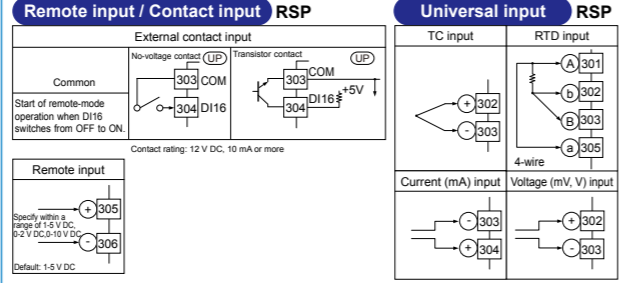 Remote input / Contact input RSP
External contact input
No-voltage contact UP
Transistor contact UP
Common
303 COM
304 DI16
COM
303
DI16 +5V
304
Start of remote-mode
operation when DI16
switches from OFF to ON.
Contact rating: 12 V DC, 10 mA or more
Remote input
+ 305
Specify within a
range of 1-5 V DC,
0-2 V DC,0-10 V DC
- 306
Default: 1-5 V DC
Universal input RSP
TC input
+ 302
- 303
RTD input
A 301
b 302
B 303
a 305
4-wire
Current (mA) input
- 303
+ 304
Voltage (mV, V) input
+ 302
- 303